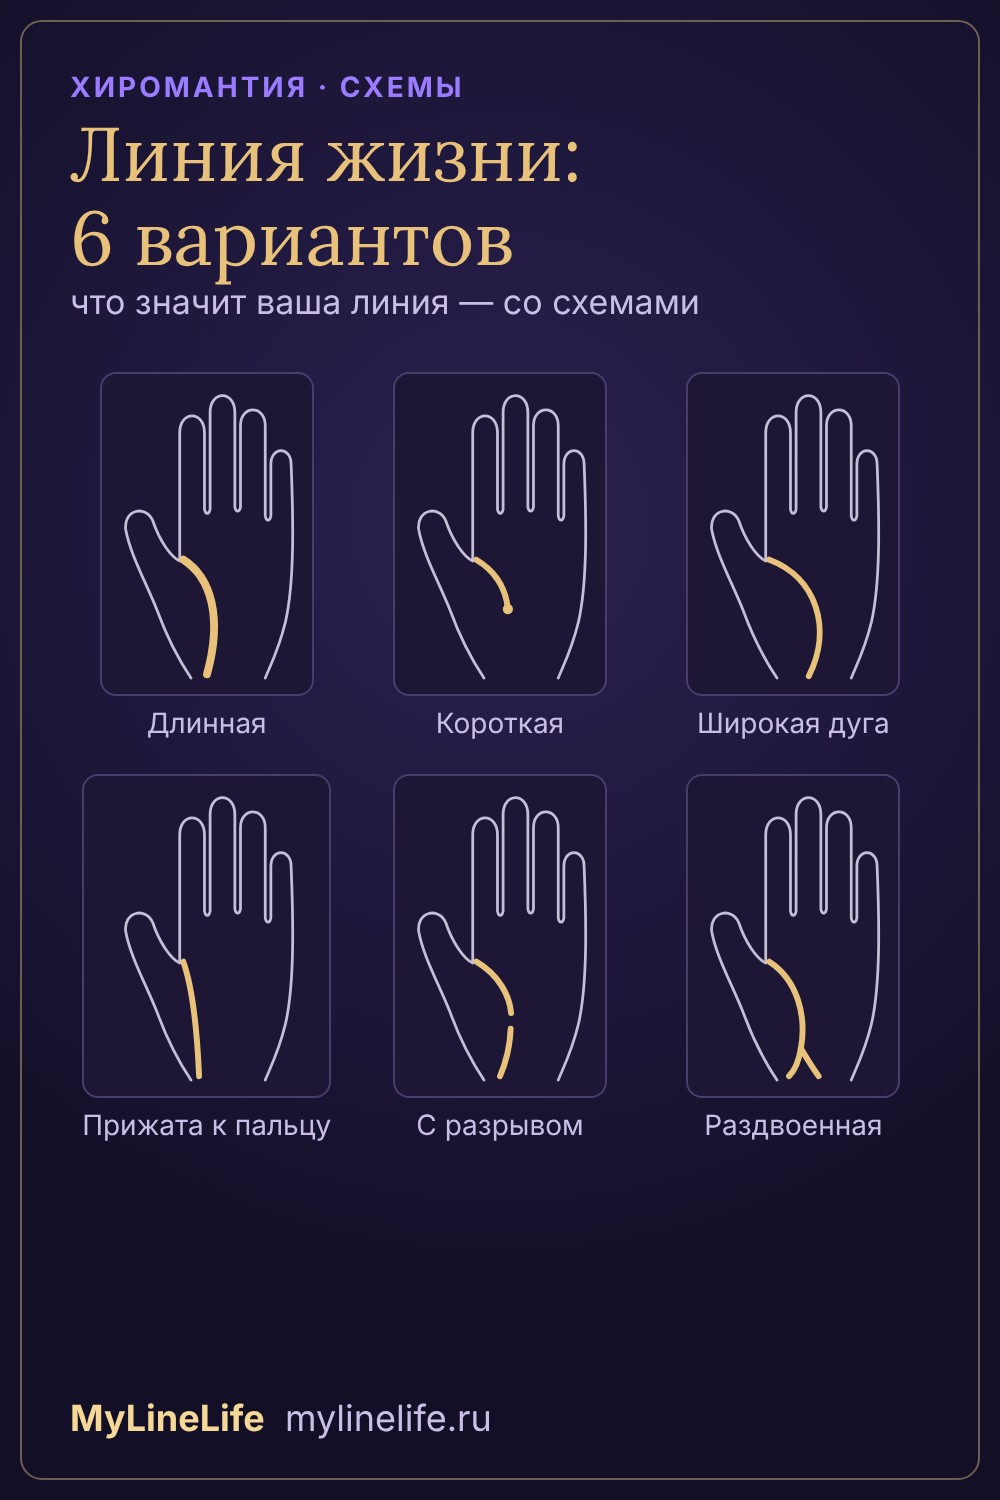 ХИРОМАНТИЯ · СХЕМЫ
Линия жизни:
6 вариантов
что значит ваша линия — со схемами
Длинная
Короткая
Широкая дуга
Прижата к пальцу
С разрывом
Раздвоенная
MyLineLife mylinelife.ru